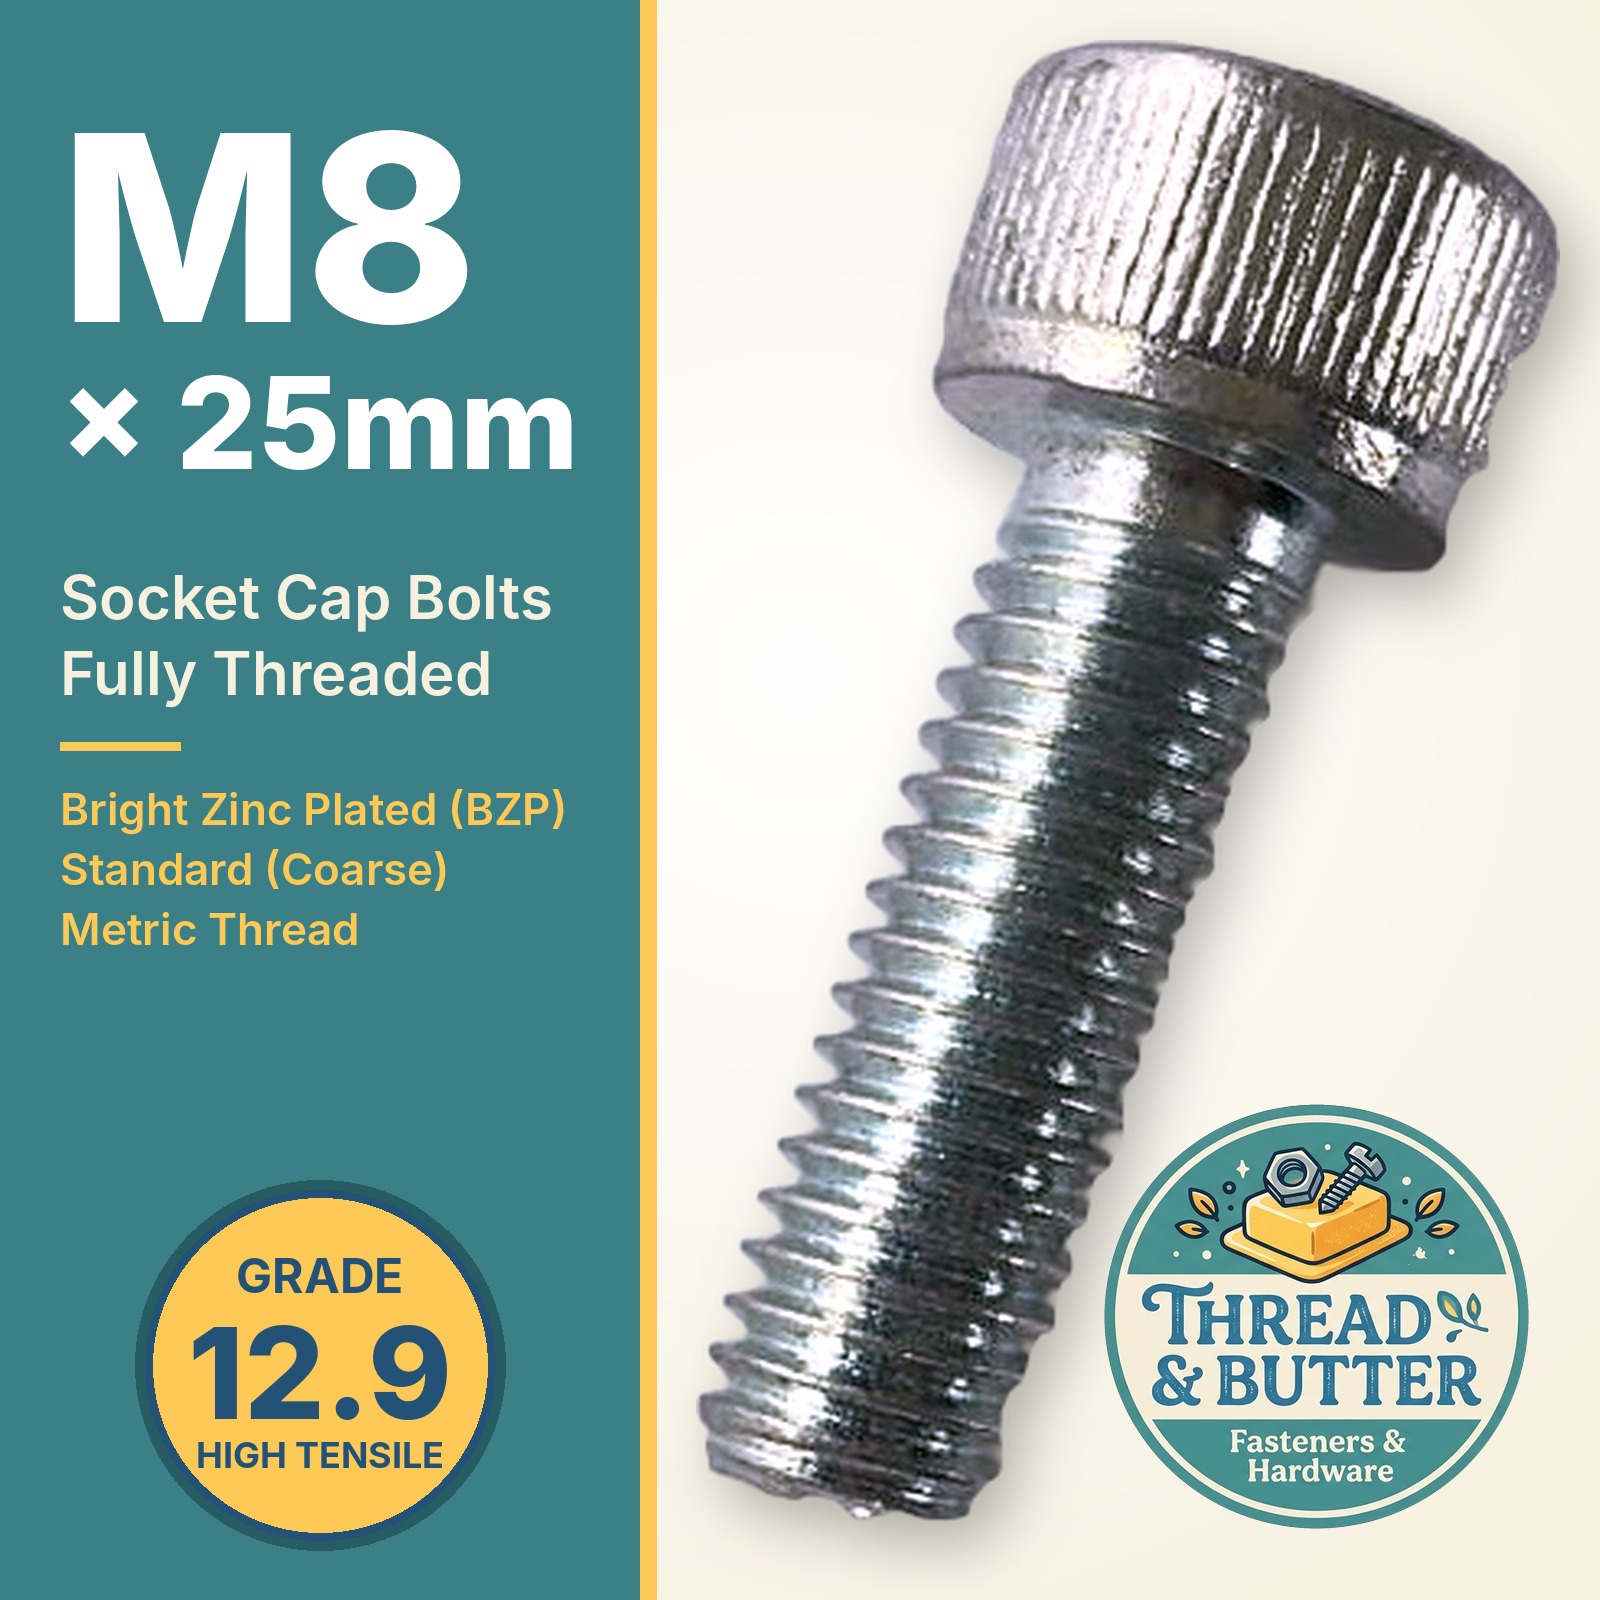 M8
× 25mm
Socket Cap Bolts
Fully Threaded
Bright Zinc Plated (BZP)
Standard (Coarse)
Metric Thread
GRADE
12.9
HIGH TENSILE
THREAD
& BUTTER
Fasteners &
Hardware